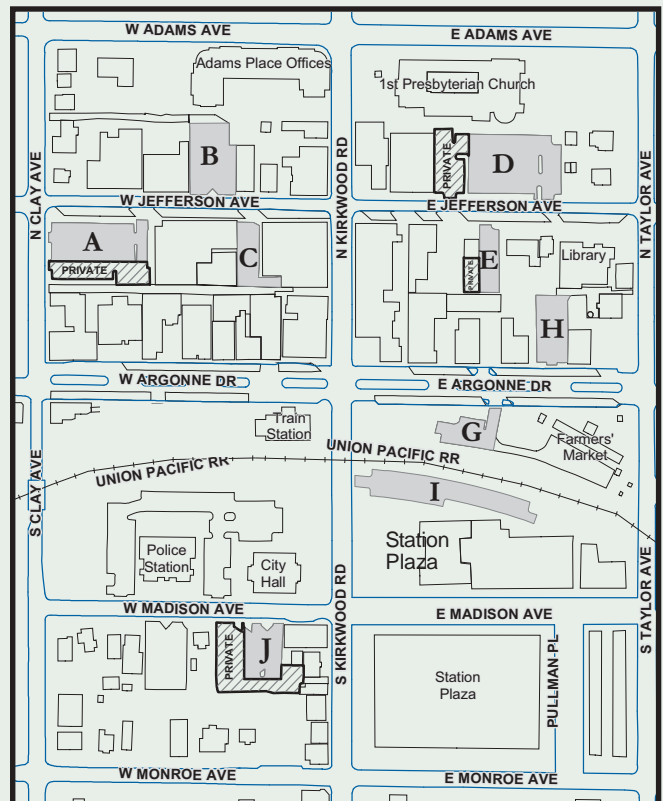 W ADAMS AVE
E ADAMS AVE
Adams Place Offices
1st Presbyterian Church
N CLAY AVE
B
N KIRKWOOD RD
PRIVATE
D
N TAYLOR AVE
W JEFFERSON AVE
E JEFFERSON AVE
A
PRIVATE
C
PRIVATE
E
Library
H
W ARGONNE DR
E ARGONNE DR
Train
Station
G
Farmers'
Market
UNION PACIFIC RR
UNION PACIFIC RR
S CLAY AVE
I
Police
Station
City
Hall
Station
Plaza
W MADISON AVE
E MADISON AVE
S KIRKWOOD RD
S TAYLOR AVE
PRIVATE
J
Station
Plaza
PULLMAN PL
W MONROE AVE
E MONROE AVE